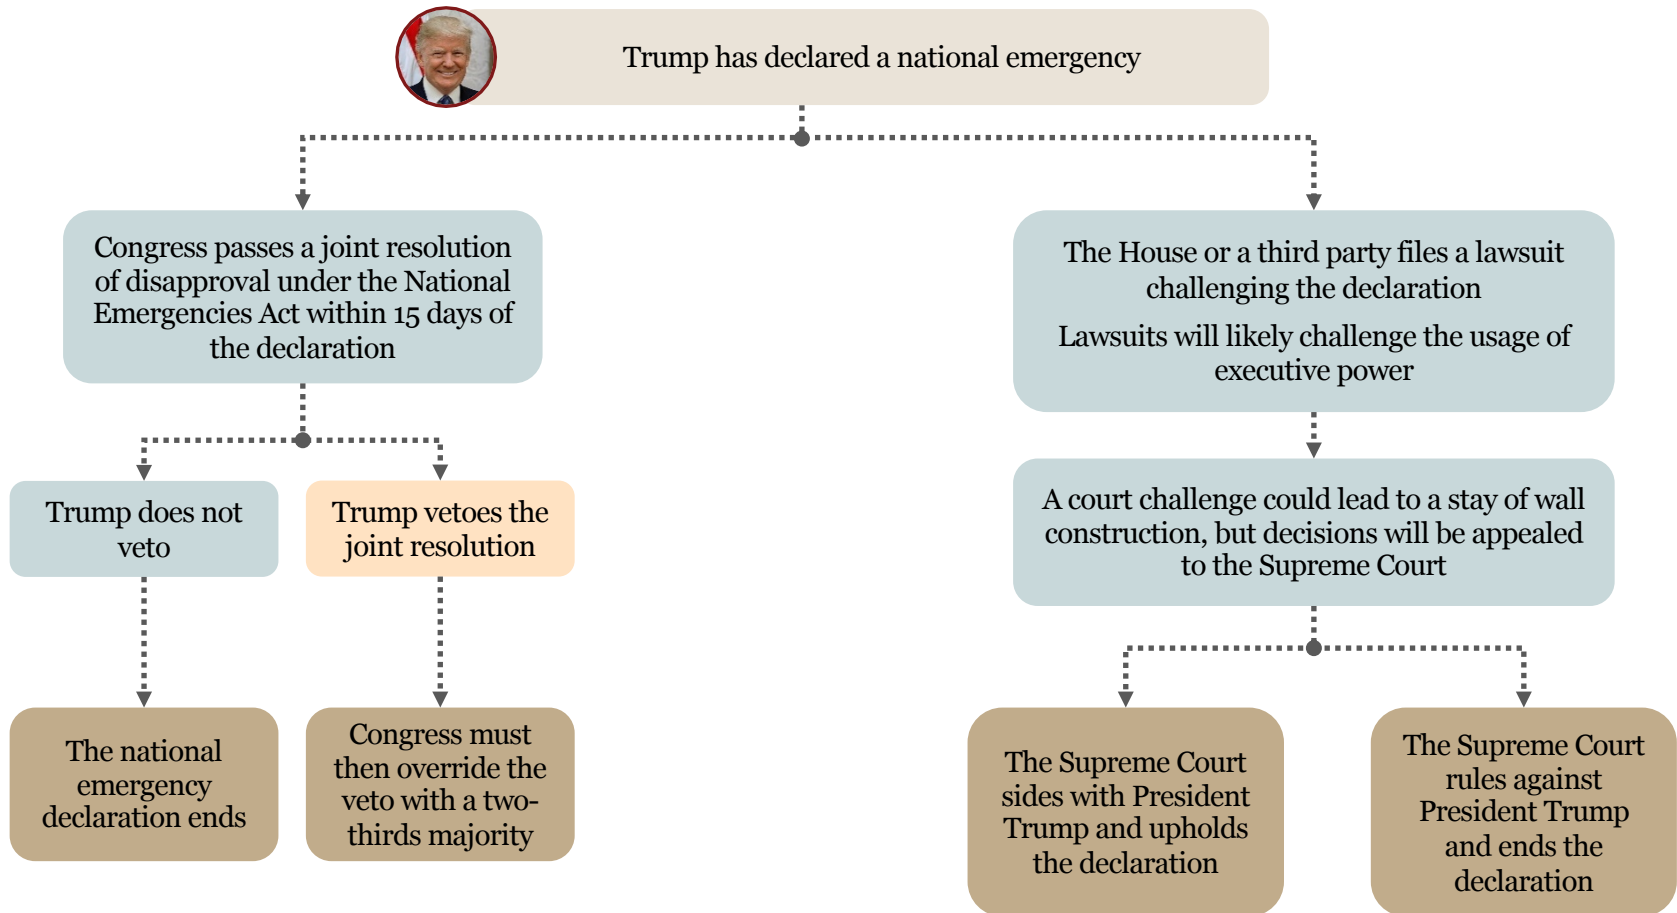 Trump has declared a national emergency
Congress passes a joint resolution
of disapproval under the National
Emergencies Act within 15 days of
the declaration
The House or a third party files a lawsuit
challenging the declaration
Lawsuits will likely challenge the usage of
executive power
Trump does not
veto
Trump vetoes the
joint resolution
A court challenge could lead to a stay of wall
construction, but decisions will be appealed
to the Supreme Court
The national
emergency
declaration ends
Congress must
then override the
veto with a two-
thirds majority
The Supreme Court
sides with President
Trump and upholds
the declaration
The Supreme Court
rules against
President Trump
and ends the
declaration